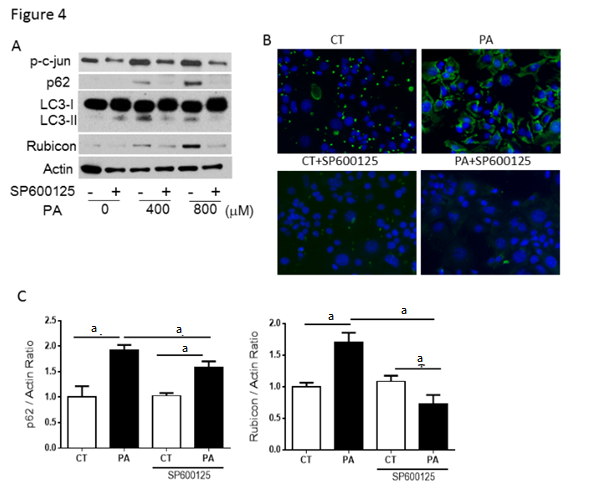 Figure 4
A
p-c-jun
p62
LC3-I
LC3-II
Rubicon
Actin
SP600125 - + - + - +
PA 0 400 800 (μM)
B
CT PA
CT+SP600125 PA+SP600125
C
a a
a
p62 / Actin Ratio
2.5
2.0
1.5
1.0
0.5
0.0
CT PA CT PA
SP600125
a a
a
Rubicon / Actin Ratio
2.0
1.5
1.0
0.5
0.0
CT PA CT PA
SP600125